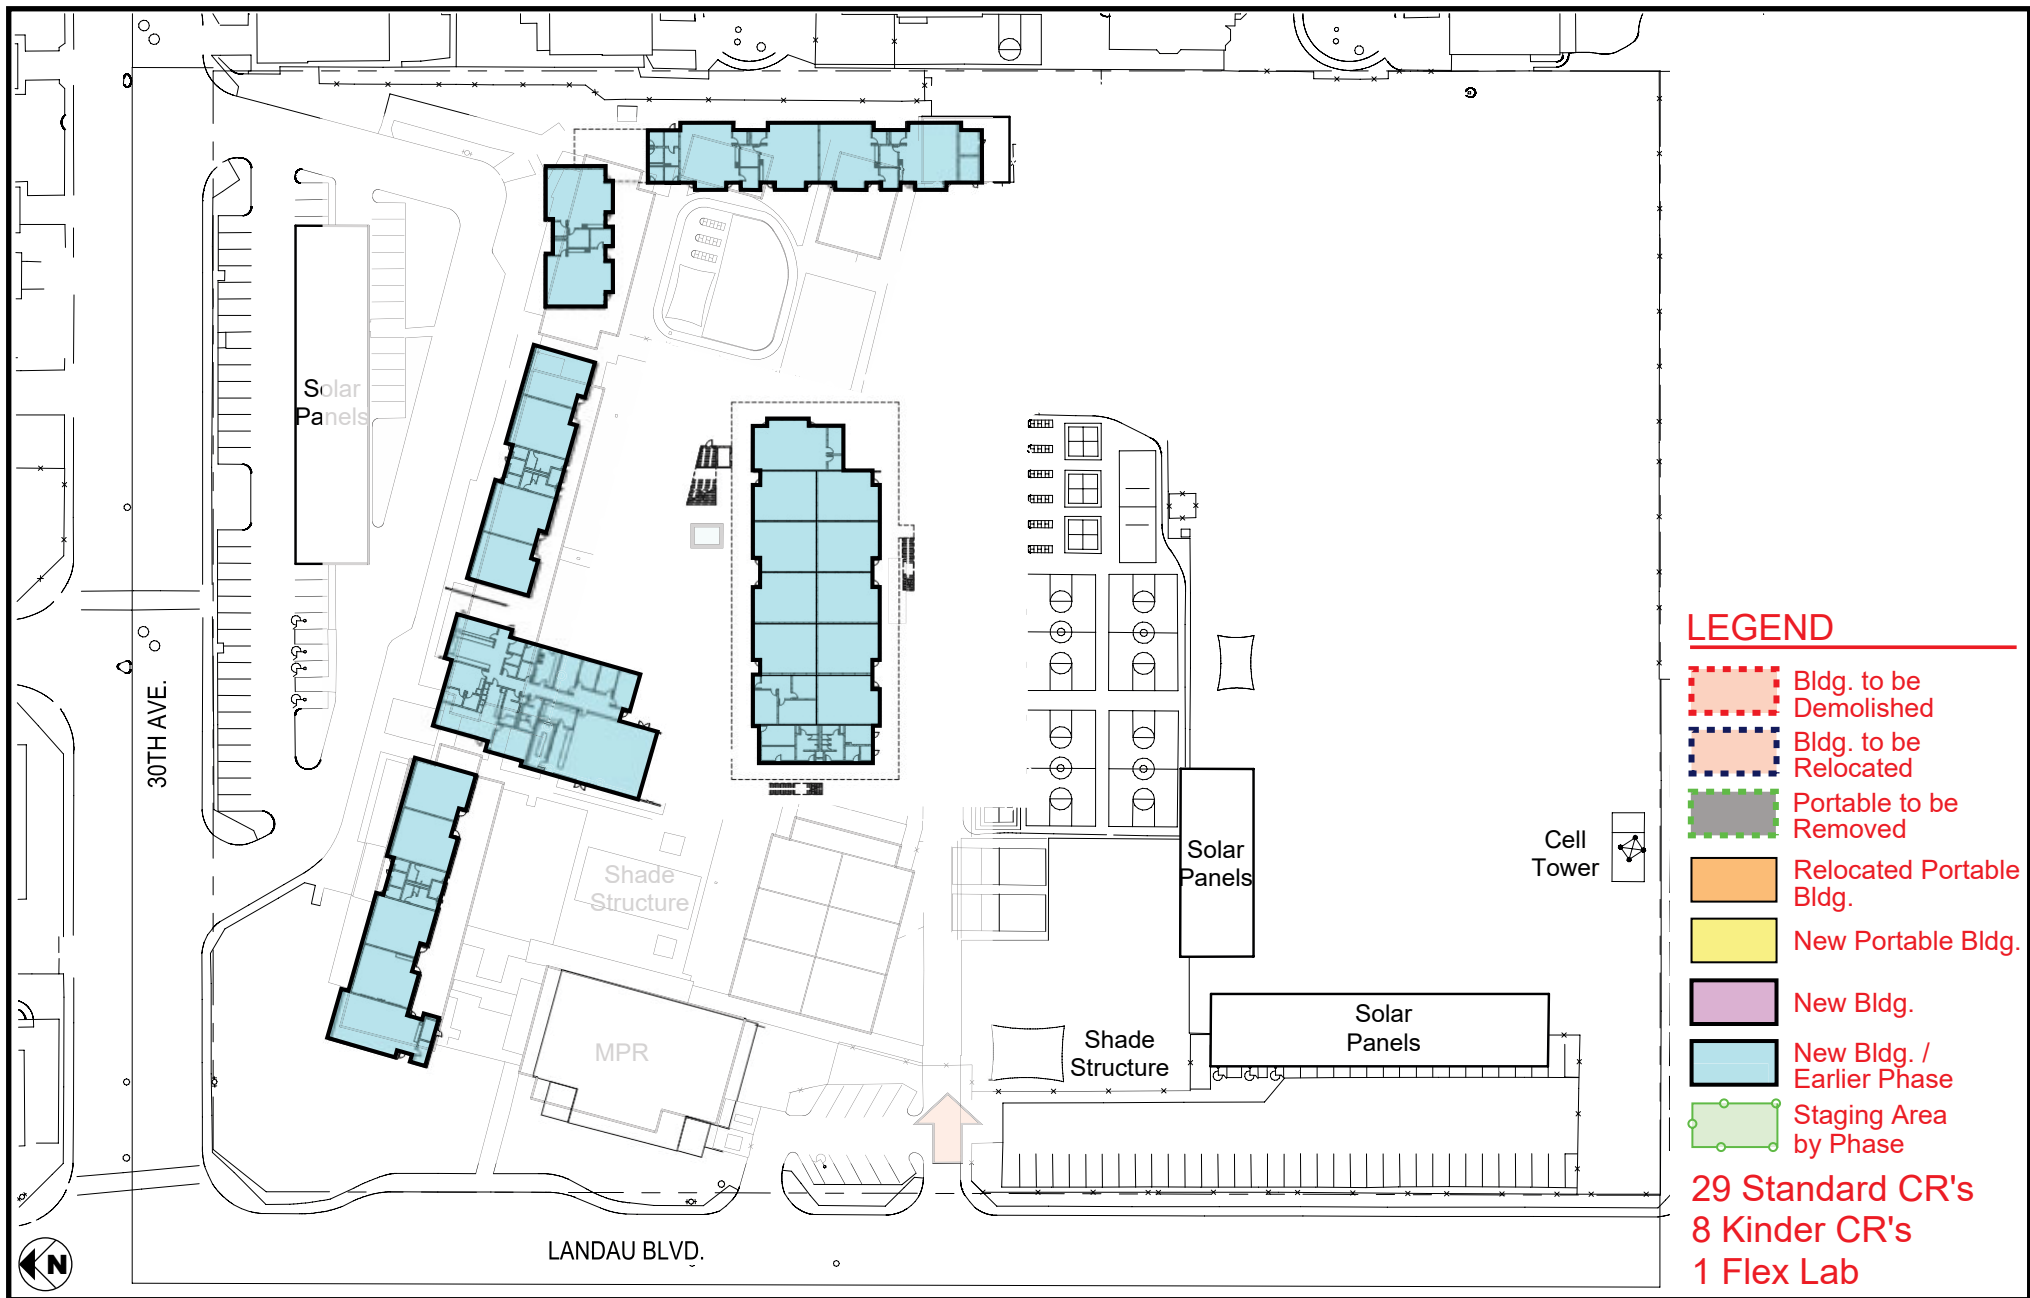 Solar
Panels
30TH AVE.
Shade
Structure
MPR
Solar
Panels
Cell
Tower
Solar
Panels
Shade
Structure
LANDAU BLVD.
N
LEGEND
Bldg. to be
Demolished
Bldg. to be
Relocated
Portable to be
Removed
Relocated Portable
Bldg.
New Portable Bldg.
New Bldg.
New Bldg. /
Earlier Phase
Staging Area
by Phase
29 Standard CR's
8 Kinder CR's
1 Flex Lab